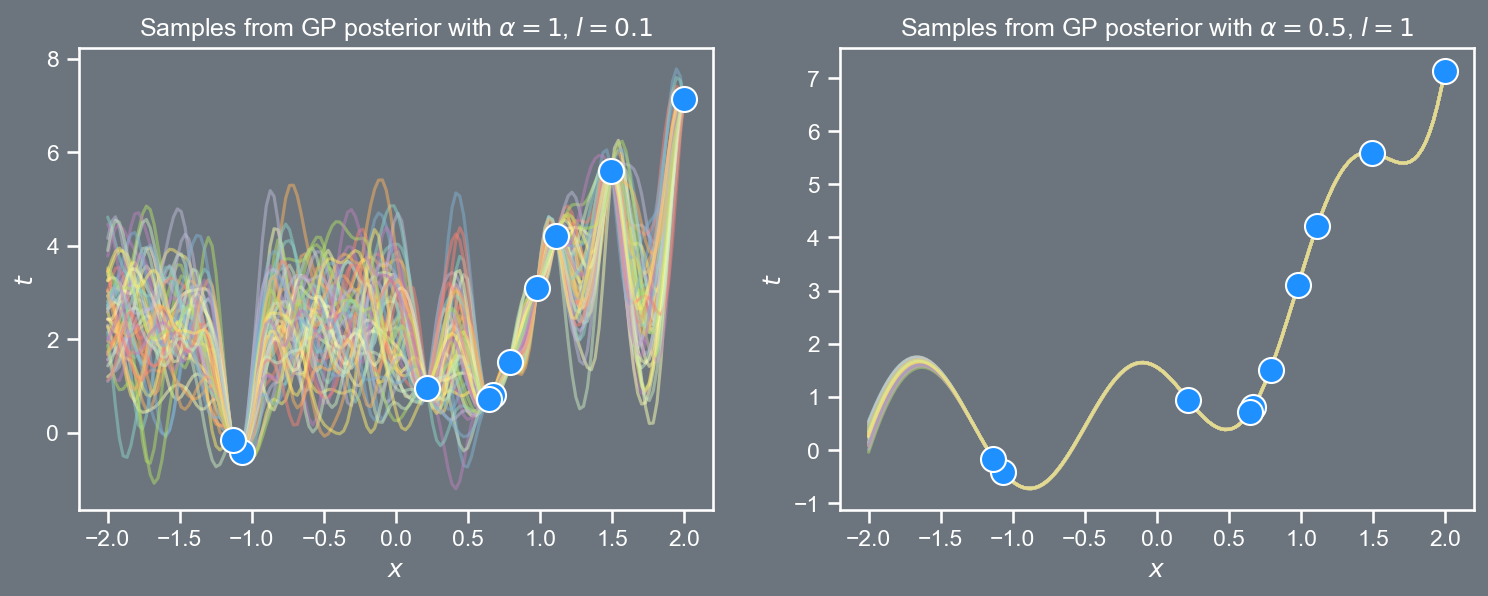 Samples from GP posterior with α = 1, l = 0.1
8
6
4
2
0
t
−2.0 −1.5 −1.0 −0.5 0.0 0.5 1.0 1.5 2.0
x
Samples from GP posterior with α = 0.5, l = 1
7
6
5
4
3
2
1
0
−1
t
−2.0 −1.5 −1.0 −0.5 0.0 0.5 1.0 1.5 2.0
x